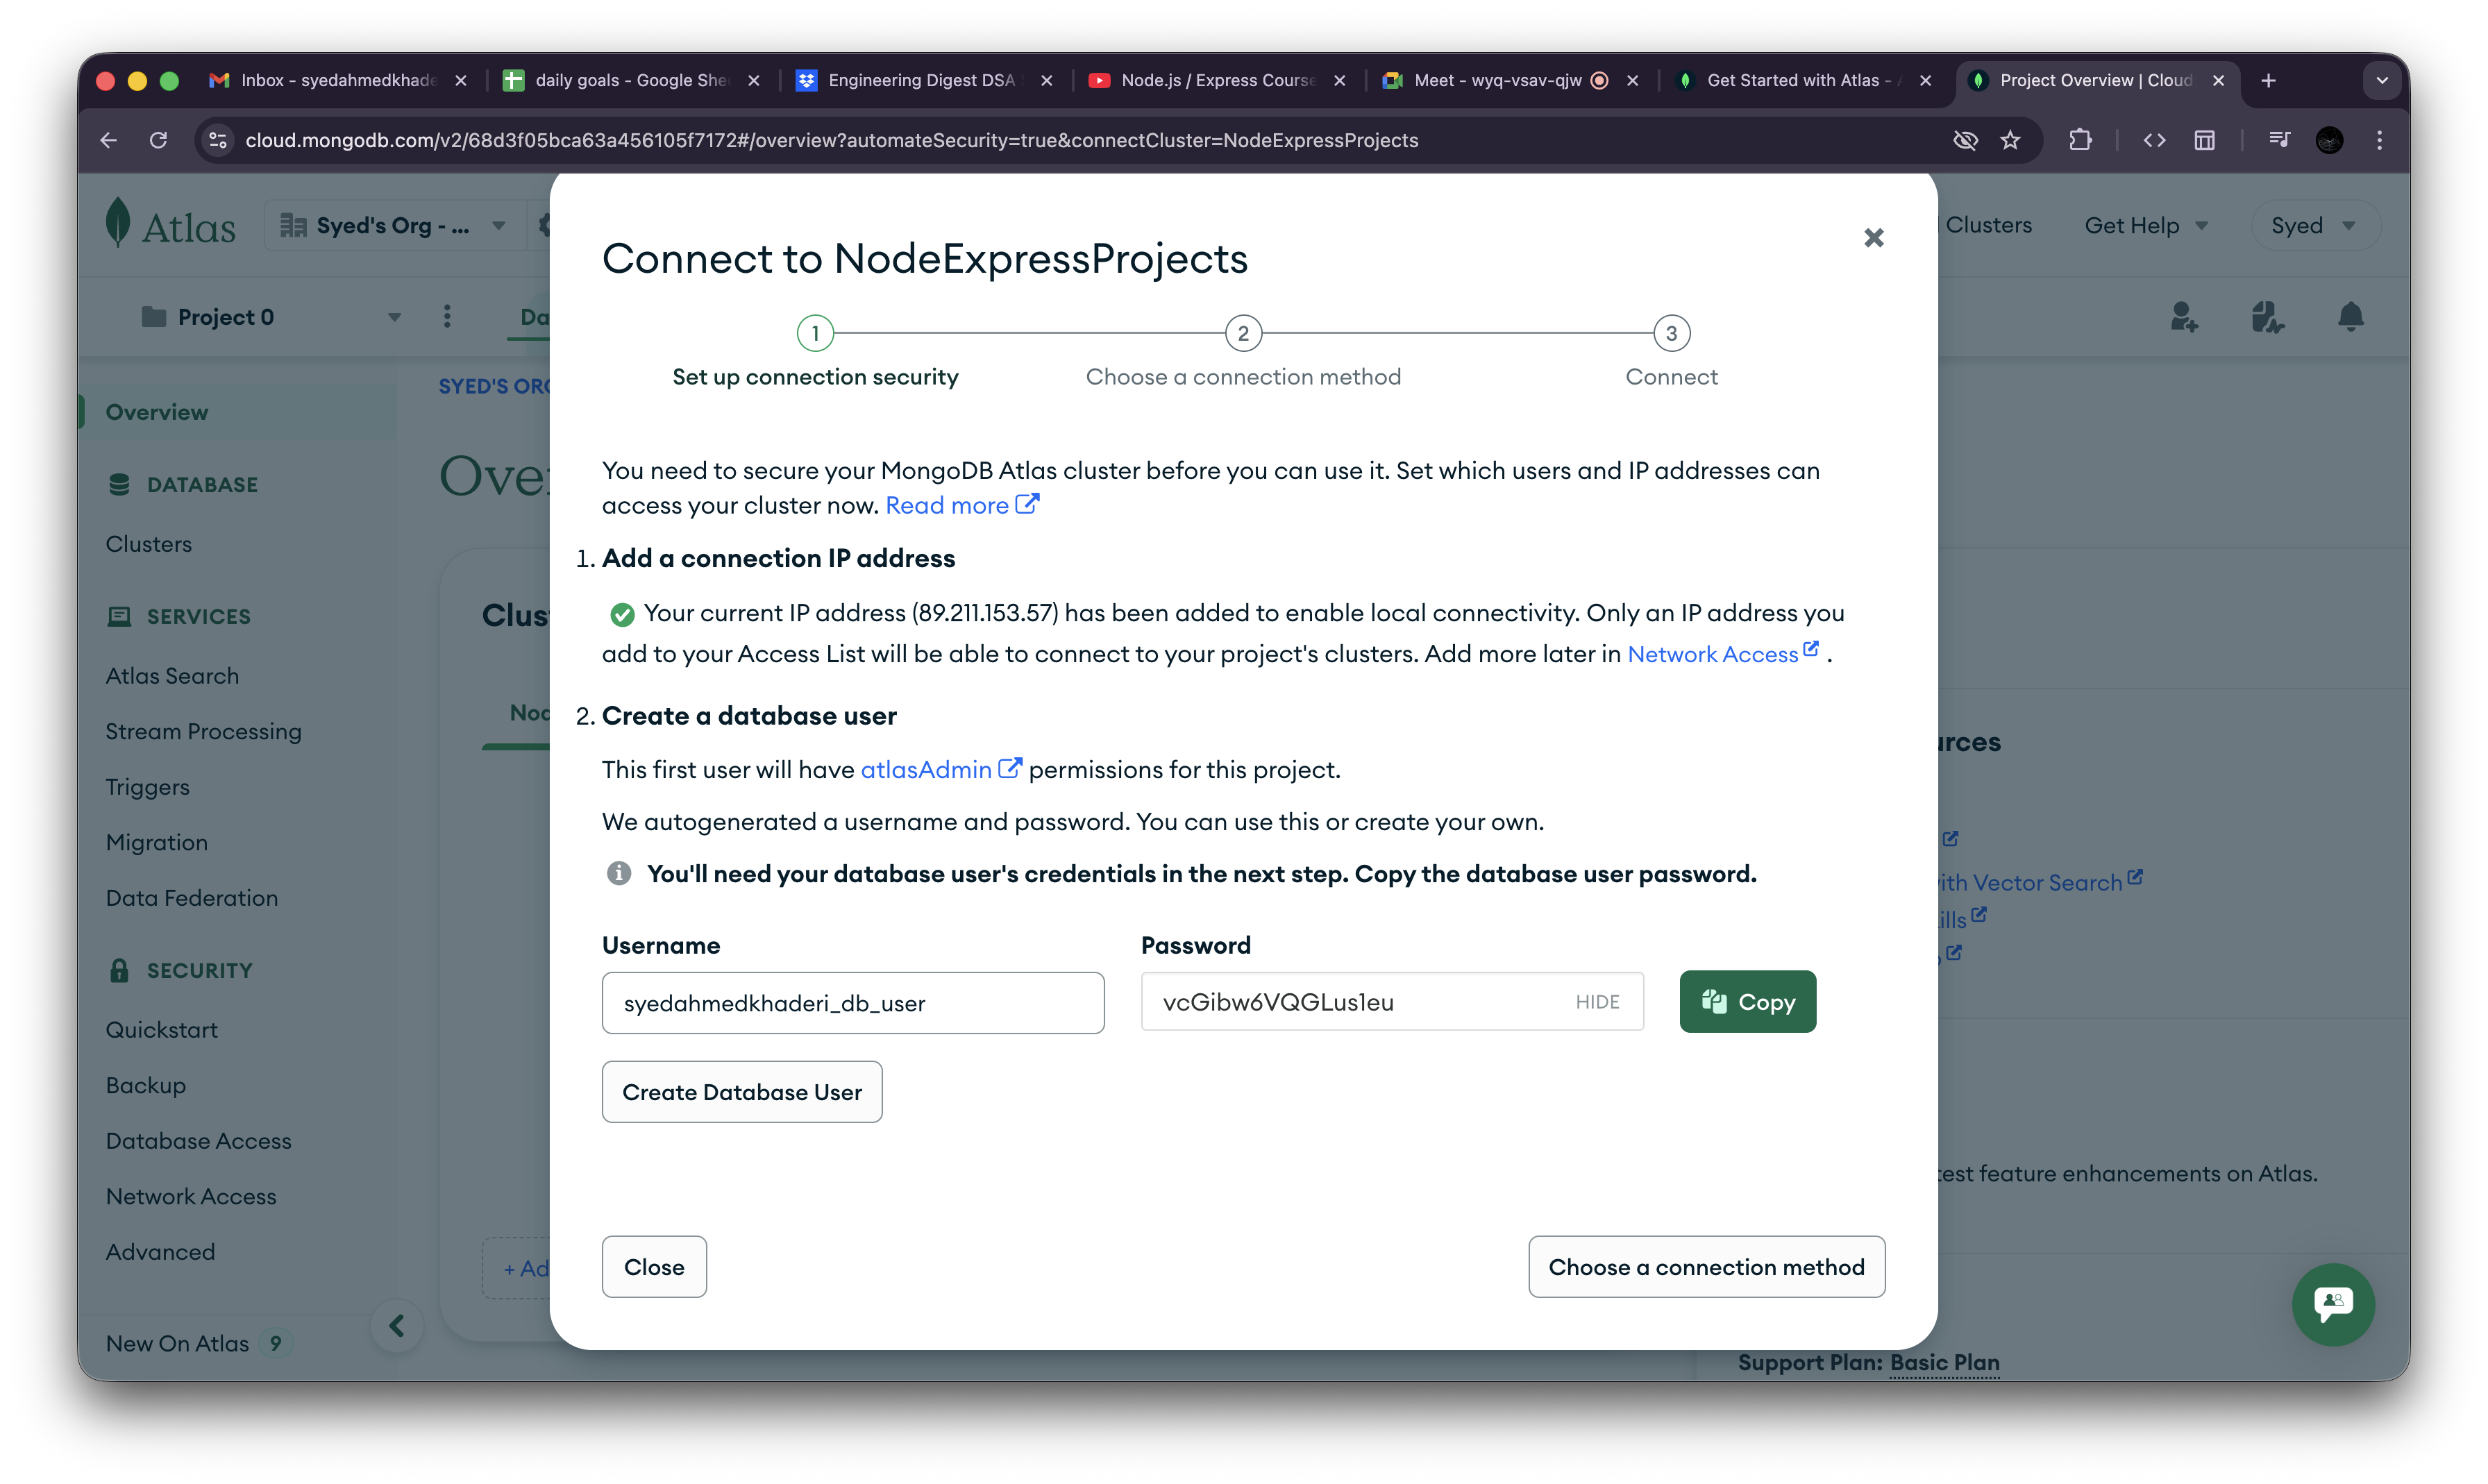 Inbox - syedahmedkhade
daily goals - Google She
Engineering Digest DSA
Node.js / Express Course
Meet - wyq-vsav-qjw
Get Started with Atlas -
Project Overview | Cloud
cloud.mongodb.com/v2/68d3f05bca63a456105f7172#/overview?automateSecurity=true&connectCluster=NodeExpressProjects
Atlas
Syed's Org - ...
Clusters
Get Help
Syed
Project 0
Da
SYED'S ORG
Overview
Over
DATABASE
Clusters
SERVICES
Atlas Search
Stream Processing
Triggers
Migration
Data Federation
SECURITY
Quickstart
Backup
Database Access
Network Access
Advanced
New On Atlas 9
Clus
Nod
+ Ad
Connect to NodeExpressProjects
1
2
3
Set up connection security
Choose a connection method
Connect
You need to secure your MongoDB Atlas cluster before you can use it. Set which users and IP addresses can
access your cluster now. Read more
1. Add a connection IP address
Your current IP address (89.211.153.57) has been added to enable local connectivity. Only an IP address you
add to your Access List will be able to connect to your project's clusters. Add more later in Network Access .
2. Create a database user
This first user will have atlasAdmin permissions for this project.
We autogenerated a username and password. You can use this or create your own.
You'll need your database user's credentials in the next step. Copy the database user password.
Username
Password
syedahmedkhaderi_db_user
vcGibw6VQGLus1eu
HIDE
Copy
Create Database User
Close
Choose a connection method
urces
ith Vector Search
ills
test feature enhancements on Atlas.
Support Plan: Basic Plan